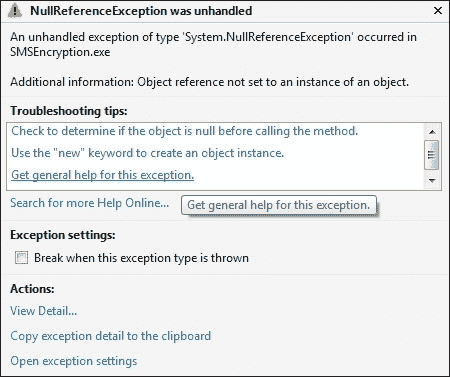 NullReferenceException was unhandled
An unhandled exception of type 'System.NullReferenceException' occurred in
SMSEncryption.exe
Additional information: Object reference not set to an instance of an object.
Troubleshooting tips:
Check to determine if the object is null before calling the method.
Use the "new" keyword to create an object instance.
Get general help for this exception.
Search for more Help Online...
Get general help for this exception.
Exception settings:
Break when this exception type is thrown
Actions:
View Detail...
Copy exception detail to the clipboard
Open exception settings